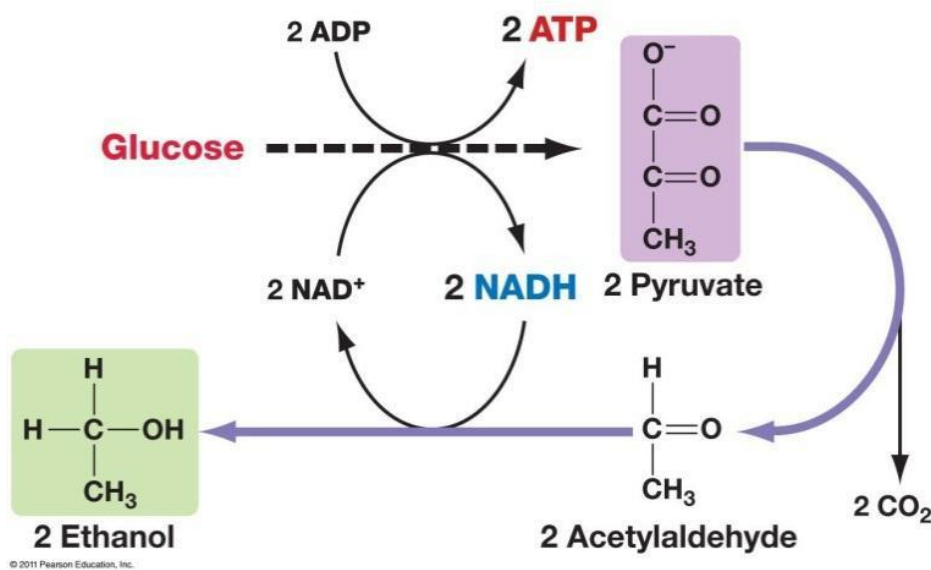 2 ADP
2 ATP
Glucose
O⁻
C=O
C=O
CH₃
2 Pyruvate
2 NAD⁺
2 NADH
H
H—C—OH
CH₃
2 Ethanol
H
C=O
CH₃
2 Acetylaldehyde
2 CO₂
© 2011 Pearson Education, Inc.